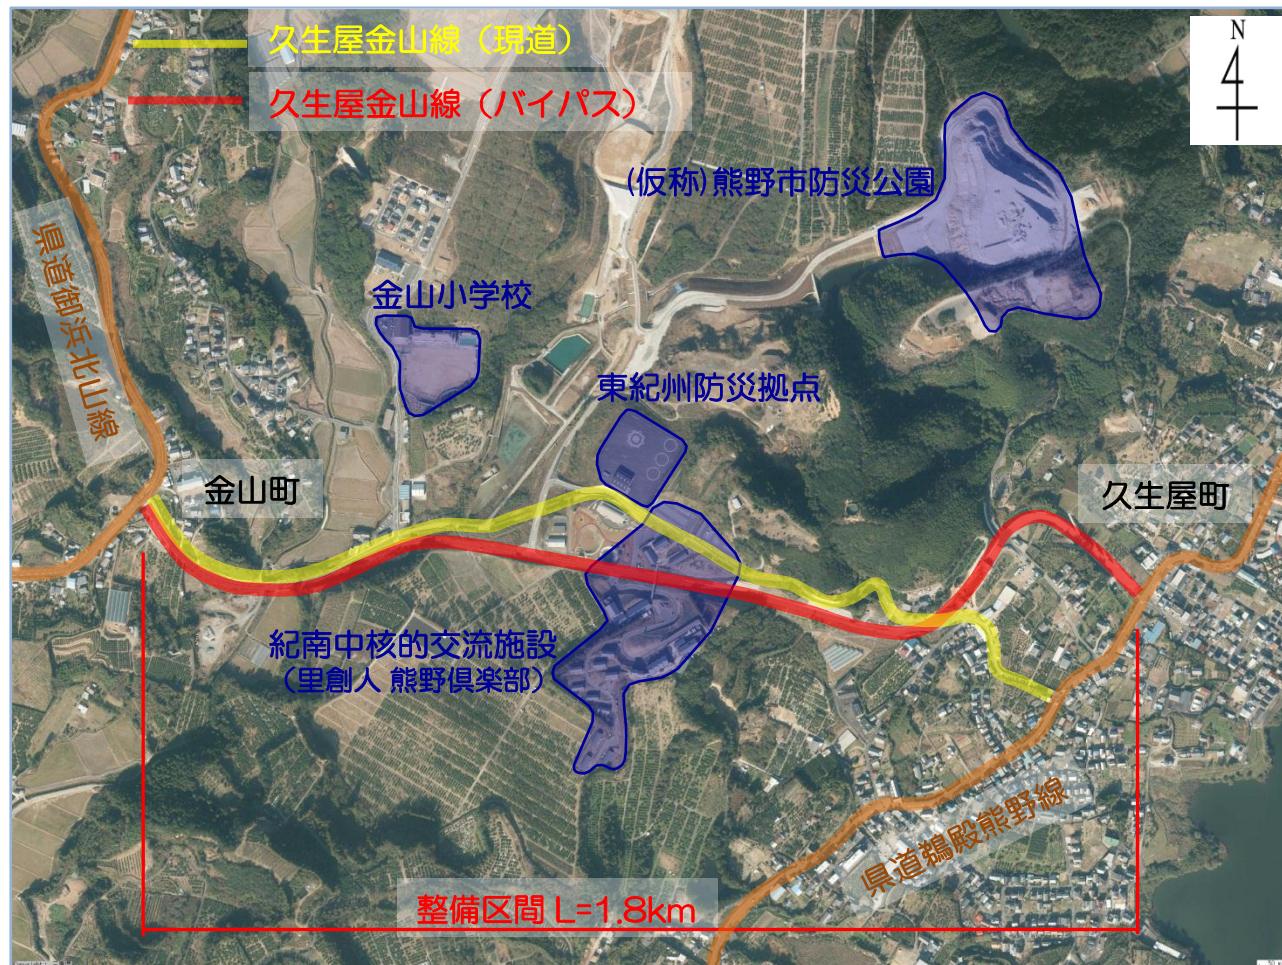 久生屋金山線（現道）
久生屋金山線（バイパス）
N
(仮称)熊野市防災公園
県道御浜北山線
金山小学校
東紀州防災拠点
金山町
久生屋町
紀南中核的交流施設
（里創人 熊野倶楽部）
県道鵜殿熊野線
整備区間 L=1.8km